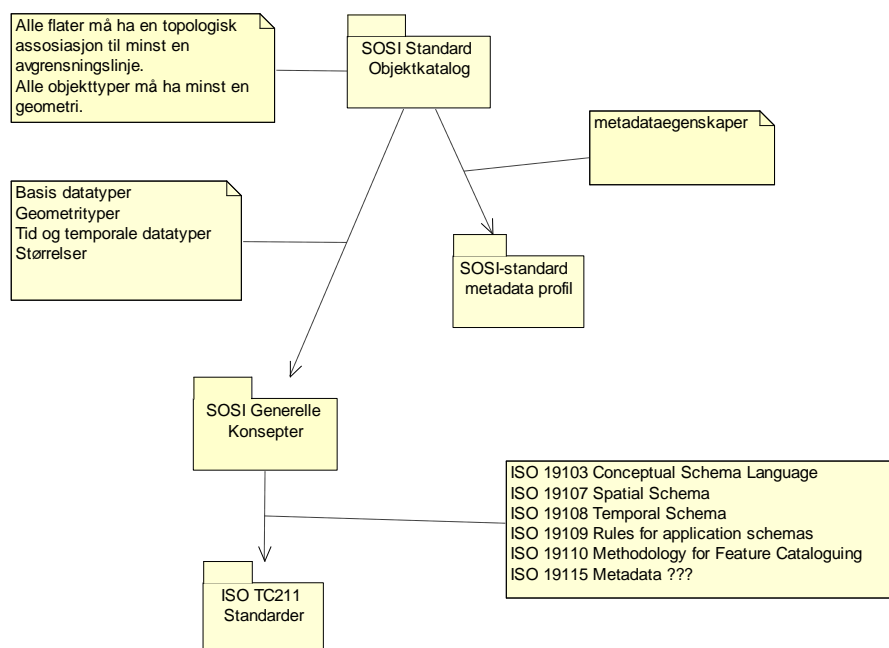 Alle flater må ha en topologisk
assosiasjon til minst en
avgrensningslinje.
Alle objekttyper må ha minst en
geometri.
SOSI Standard
Objektkatalog
metadataegenskaper
Basis datatyper
Geometrityper
Tid og temporale datatyper
Størrelser
SOSI-standard
metadata profil
SOSI Generelle
Konsepter
ISO 19103 Conceptual Schema Language
ISO 19107 Spatial Schema
ISO 19108 Temporal Schema
ISO 19109 Rules for application schemas
ISO 19110 Methodology for Feature Cataloguing
ISO 19115 Metadata ???
ISO TC211
Standarder